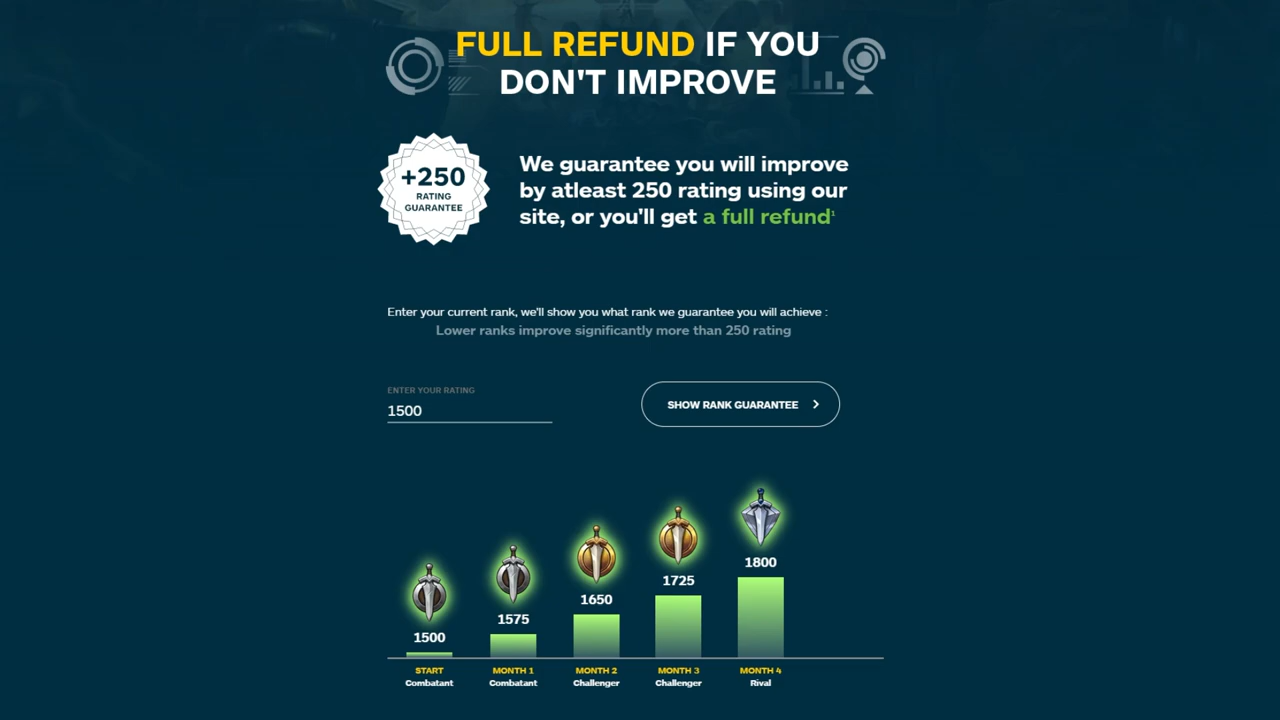 FULL REFUND IF YOU
DON'T IMPROVE
+250
RATING
GUARANTEE
We guarantee you will improve
by atleast 250 rating using our
site, or you'll get a full refund¹
Enter your current rank, we'll show you what rank we guarantee you will achieve :
Lower ranks improve significantly more than 250 rating
ENTER YOUR RATING
1500
SHOW RANK GUARANTEE
1500
1575
1650
1725
1800
START
Combatant
MONTH 1
Combatant
MONTH 2
Challenger
MONTH 3
Challenger
MONTH 4
Rival